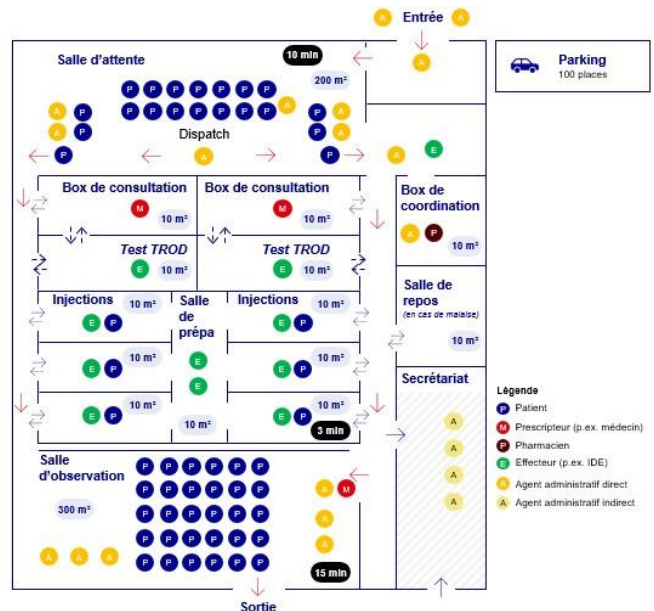 Entrée
A
A
A
Parking
100 places
Salle d'attente
10 min
200 m²
P P P P P P P
P P P P P P P A
A P
A P
P
P A
P A
P
Dispatch
A
A
E
Box de consultation
M
10 m²
Box de consultation
M
10 m²
Box de
coordination
A P
10 m²
Test TROD
E
10 m²
Test TROD
E
10 m²
Salle de
repos
(en cas de malaise)
10 m²
Injections
10 m²
E P
10 m²
E P
10 m²
E P
Salle
de
prépa
E
E
10 m²
Injections
10 m²
E P
10 m²
E P
10 m²
E P
3 min
Secrétariat
A
A
A
A
Légende
P Patient
M Prescripteur (p.ex. médecin)
P Pharmacien
E Effecteur (p.ex. IDE)
A Agent administratif direct
A Agent administratif indirect
Salle
d'observation
300 m²
P P P P P P
P P P P P P
P P P P P P
P P P P P P
P P P P P P
A M
A
A
A A A
15 min
Sortie